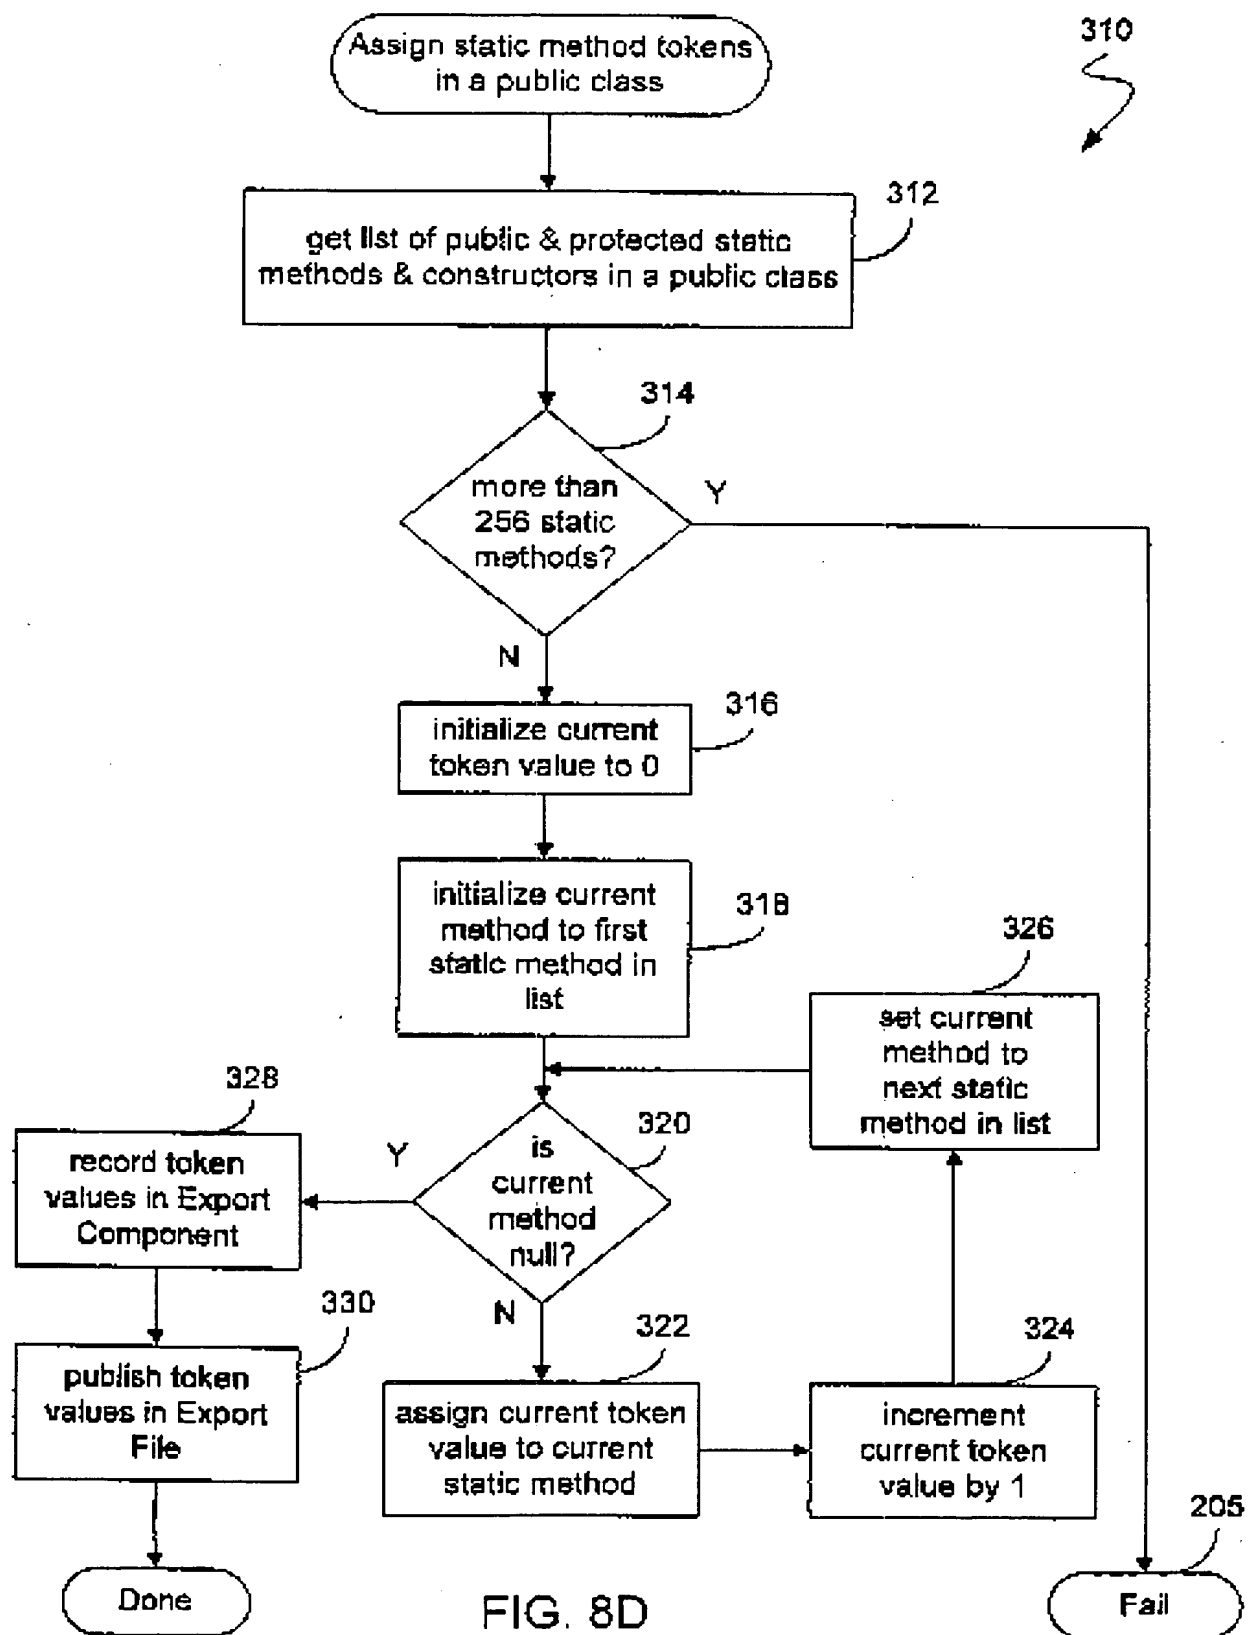 Assign static method tokens
in a public class
310
312
get list of public & protected static
methods & constructors in a public class
314
more than
256 static
methods?
Y
N
316
initialize current
token value to 0
318
initialize current
method to first
static method in
list
326
set current
method to
next static
method in list
328
record token
values in Export
Component
Y
320
is
current
method
null?
N
330
publish token
values in Export
File
322
assign current token
value to current
static method
324
increment
current token
value by 1
205
Done
FIG. 8D
Fail